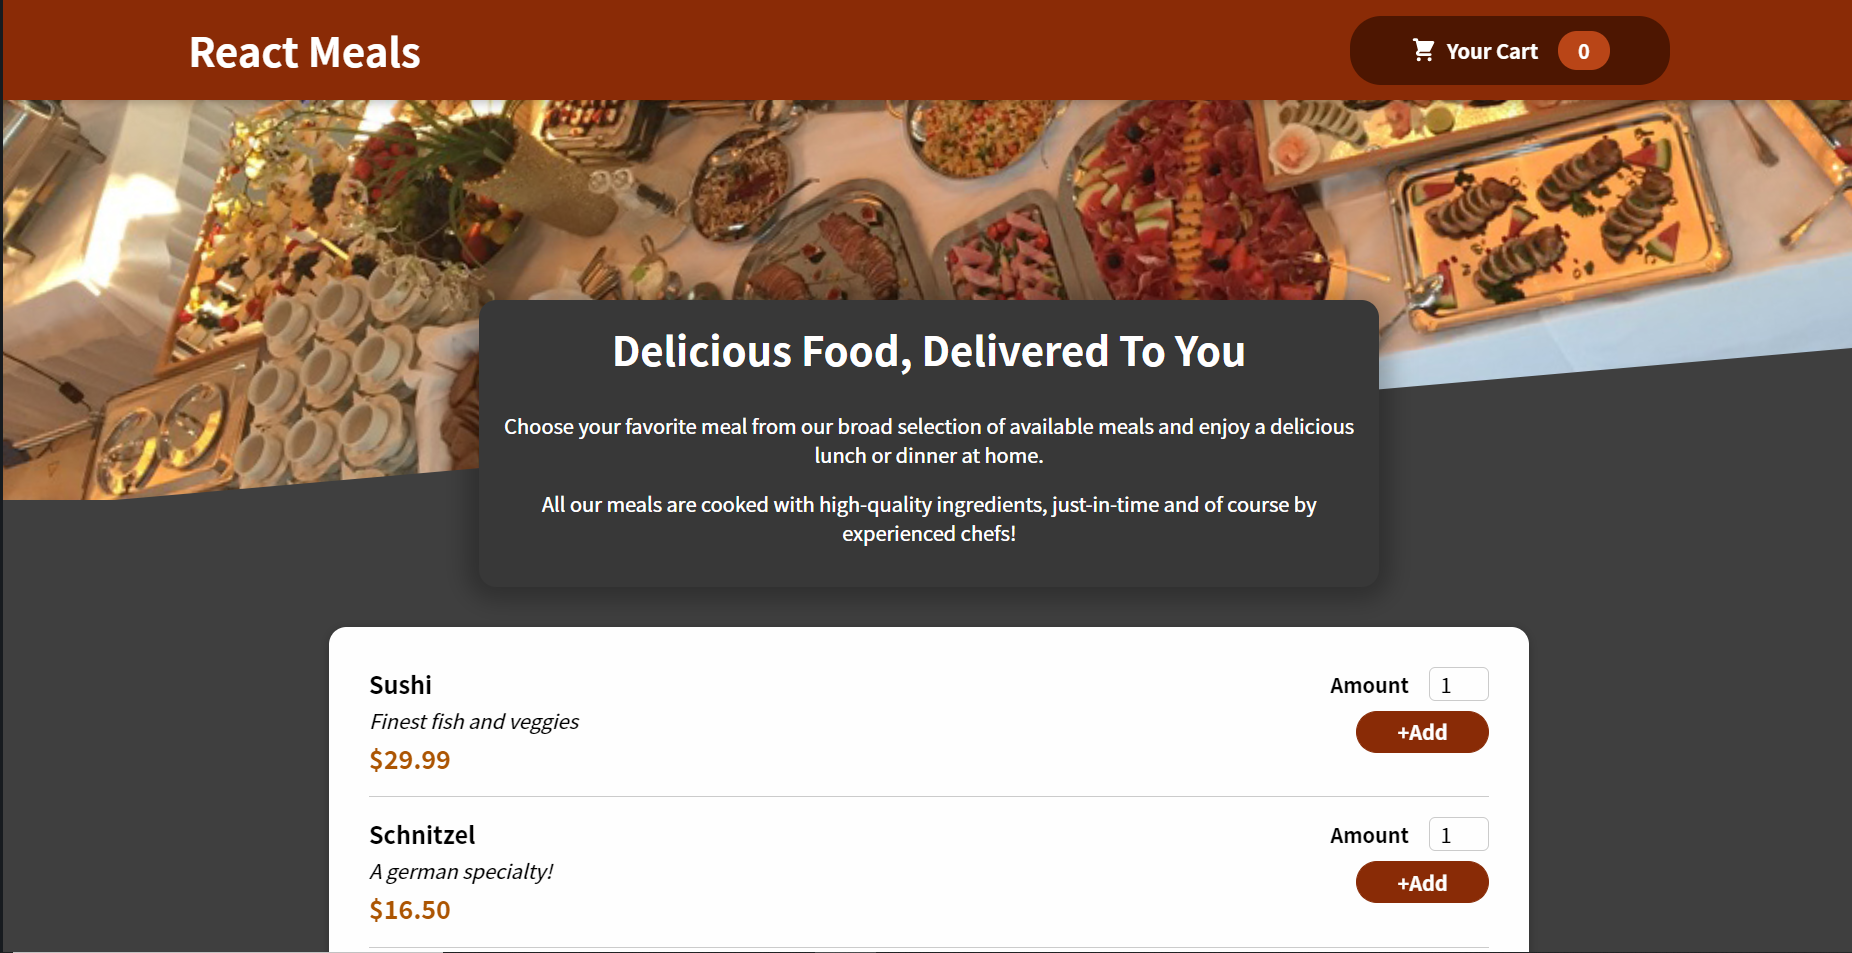 React Meals
Your Cart 0
Delicious Food, Delivered To You
Choose your favorite meal from our broad selection of available meals and enjoy a delicious
lunch or dinner at home.
All our meals are cooked with high-quality ingredients, just-in-time and of course by
experienced chefs!
Sushi
Finest fish and veggies
$29.99
Amount 1
+Add
Schnitzel
A german specialty!
$16.50
Amount 1
+Add